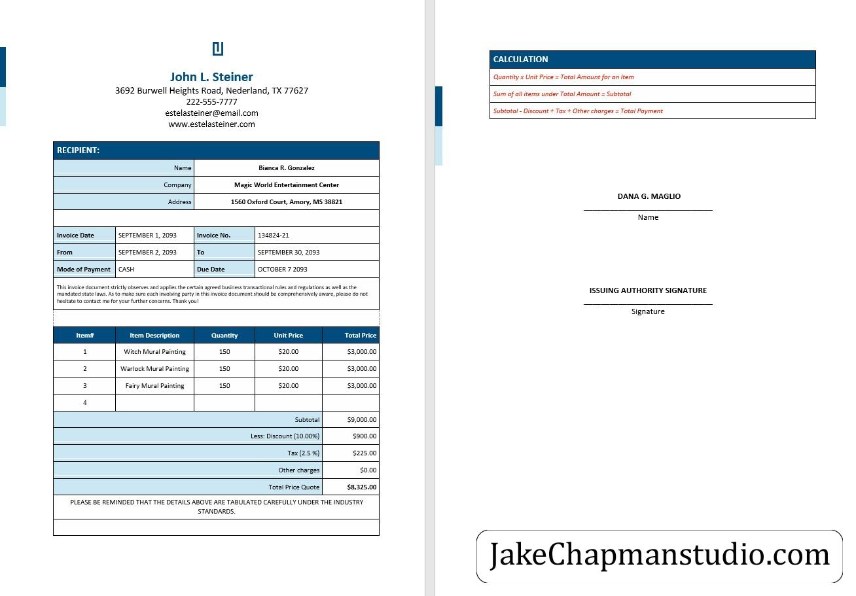 John L. Steiner
3692 Burwell Heights Road, Nederland, TX 77627
222-555-7777
estelasteiner@email.com
www.estelasteiner.com
RECIPIENT:
Name Bianca R. Gonzalez
Company Magic World Entertainment Center
Address 1560 Oxford Court, Amory, MS 38821
Invoice Date SEPTEMBER 1, 2093 Invoice No. 134824-21
From SEPTEMBER 2, 2093 To SEPTEMBER 30, 2093
Mode of Payment CASH Due Date OCTOBER 7 2093
This invoice document strictly observes and applies the certain agreed business transactional rules and regulations as well as the
mandated state laws. As to make sure each involving party in this invoice document should be comprehensively aware, please do not
hesitate to contact me for your further concerns. Thank you!
Item# Item Description Quantity Unit Price Total Price
1 Witch Mural Painting 150 $20.00 $3,000.00
2 Warlock Mural Painting 150 $20.00 $3,000.00
3 Fairy Mural Painting 150 $20.00 $3,000.00
4
Subtotal $9,000.00
Less: Discount (10.00%) $900.00
Tax (2.5 %) $225.00
Other charges $0.00
Total Price Quote $8,325.00
PLEASE BE REMINDED THAT THE DETAILS ABOVE ARE TABULATED CAREFULLY UNDER THE INDUSTRY
STANDARDS.
CALCULATION
Quantity x Unit Price = Total Amount for an item
Sum of all items under Total Amount = Subtotal
Subtotal - Discount + Tax + Other charges = Total Payment
DANA G. MAGLIO
Name
ISSUING AUTHORITY SIGNATURE
Signature
JakeChapmanstudio.com